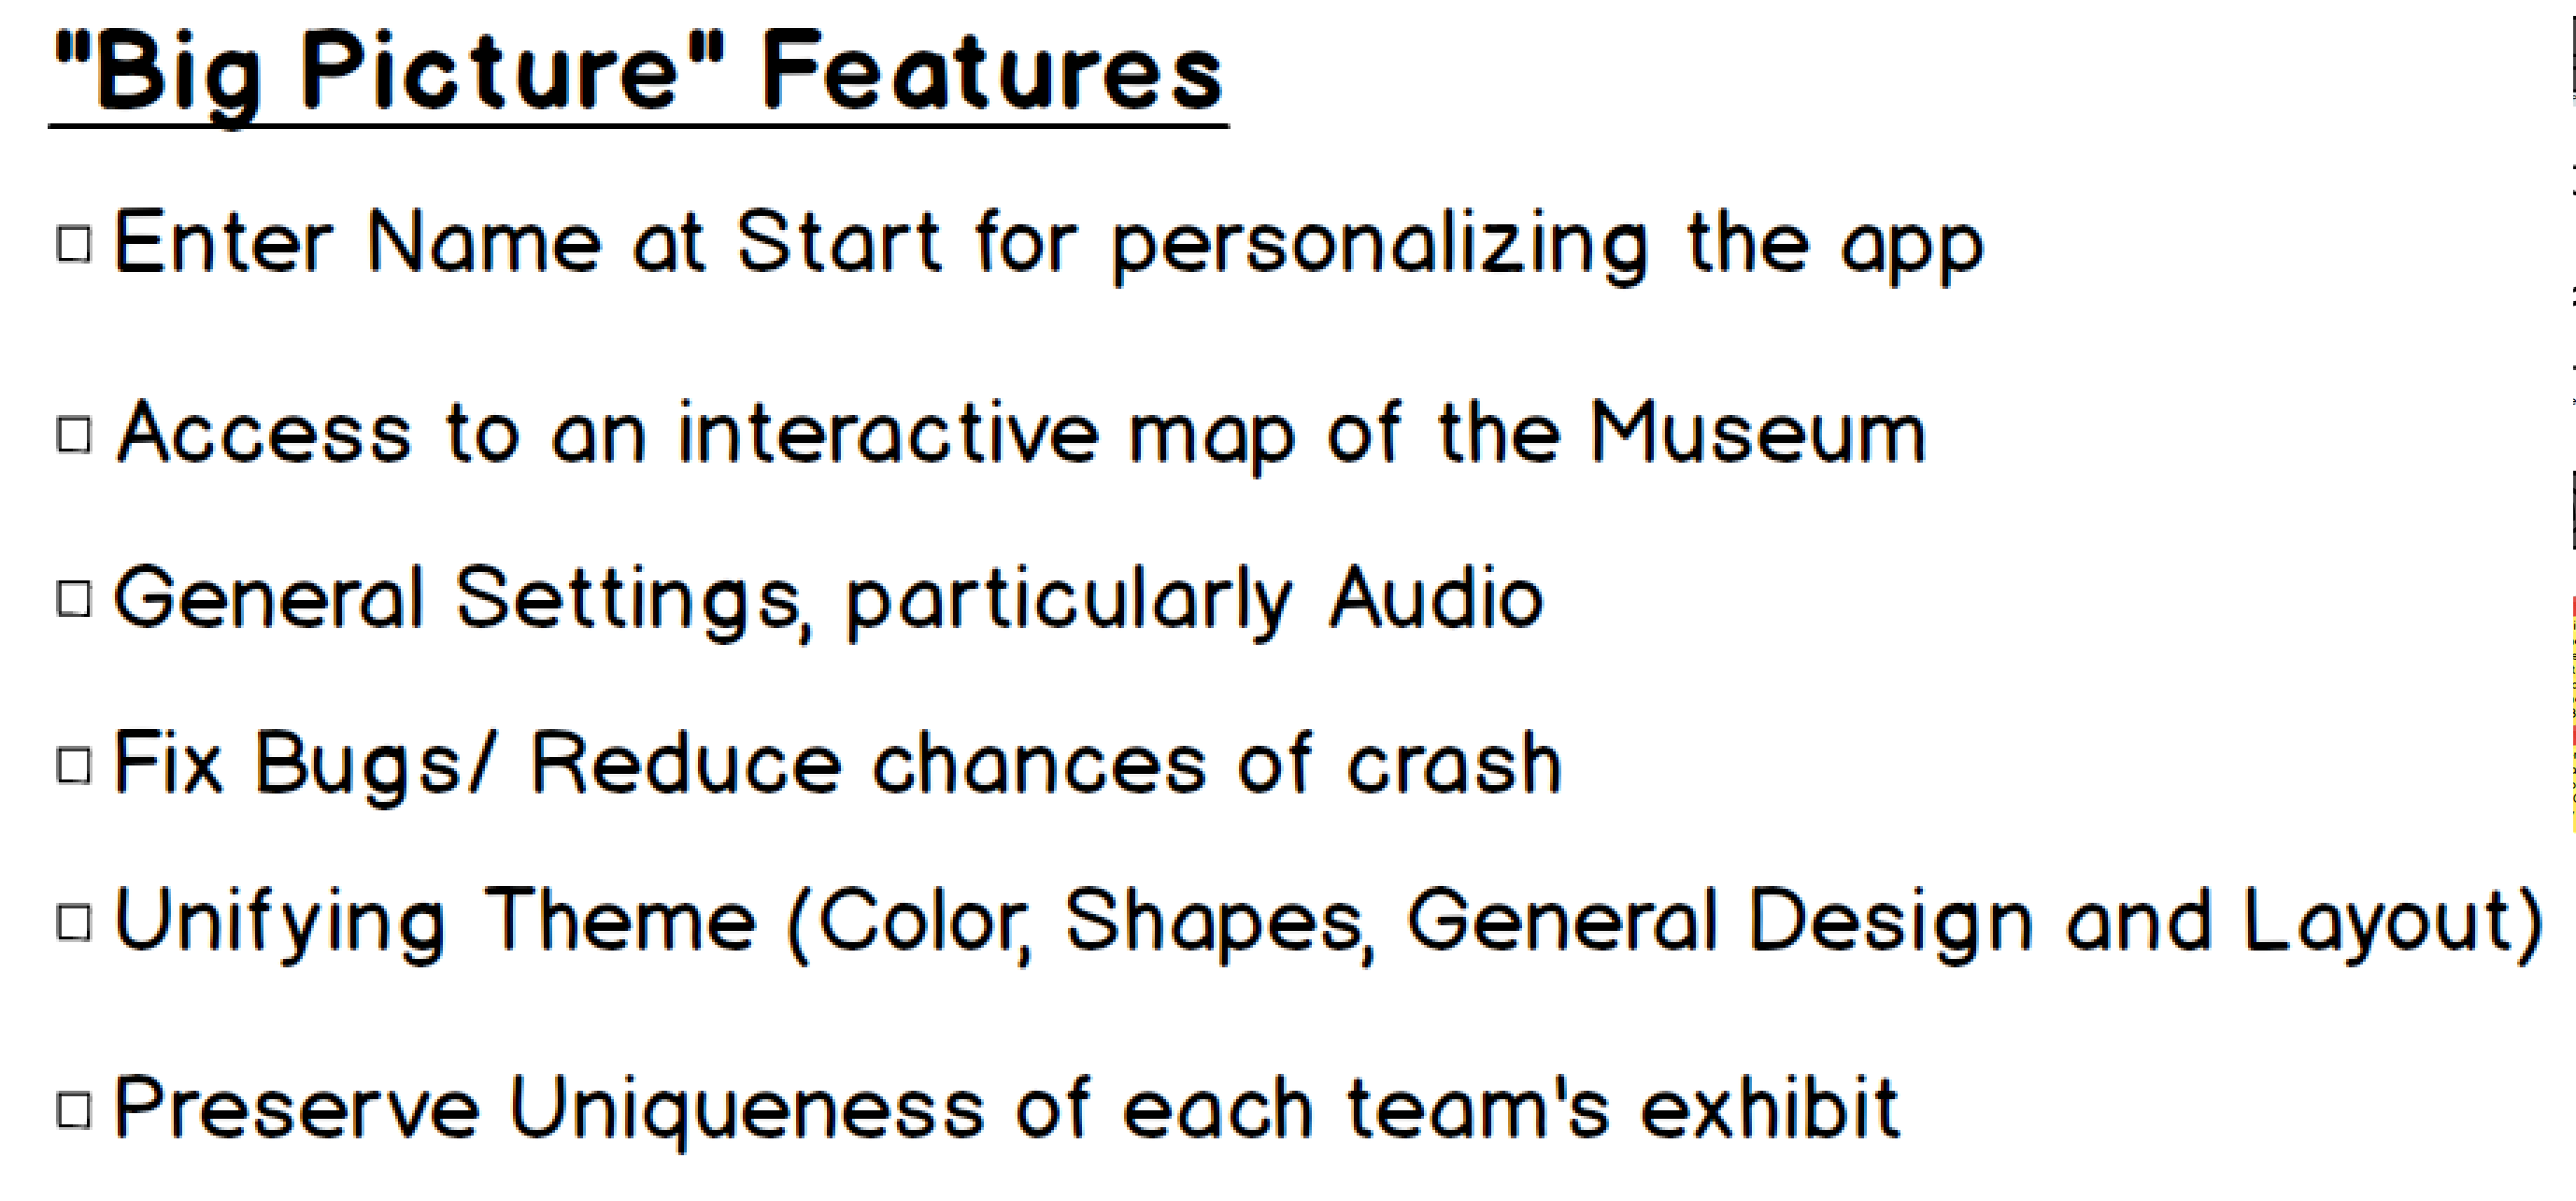 "Big Picture" Features
□ Enter Name at Start for personalizing the app
□ Access to an interactive map of the Museum
□ General Settings, particularly Audio
□ Fix Bugs/ Reduce chances of crash
□ Unifying Theme (Color, Shapes, General Design and Layout)
□ Preserve Uniqueness of each team's exhibit